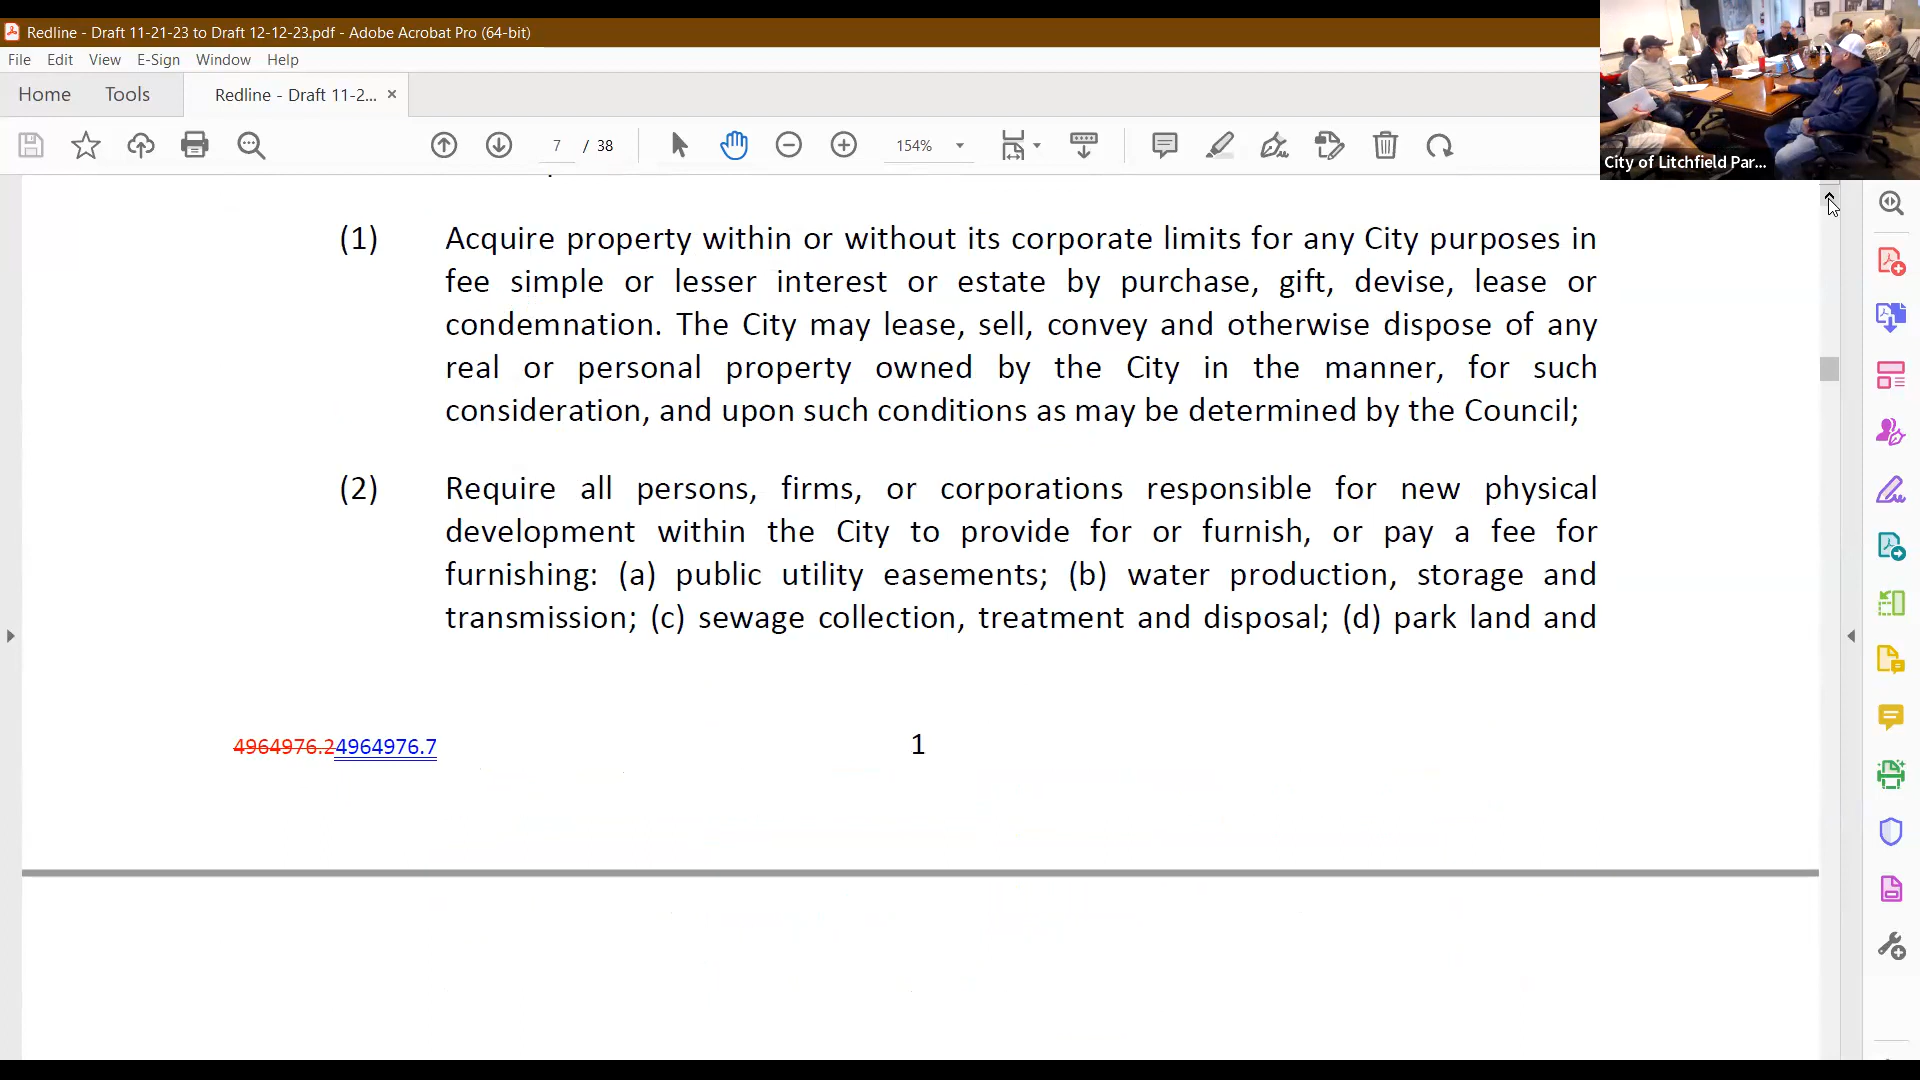 Redline - Draft 11-21-23 to Draft 12-12-23.pdf - Adobe Acrobat Pro (64-bit)
File Edit View E-Sign Window Help
Home Tools Redline - Draft 11-2... ×
7 / 38 154%
City of Litchfield Par...
(1) Acquire property within or without its corporate limits for any City purposes in
fee simple or lesser interest or estate by purchase, gift, devise, lease or
condemnation. The City may lease, sell, convey and otherwise dispose of any
real or personal property owned by the City in the manner, for such
consideration, and upon such conditions as may be determined by the Council;
(2) Require all persons, firms, or corporations responsible for new physical
development within the City to provide for or furnish, or pay a fee for
furnishing: (a) public utility easements; (b) water production, storage and
transmission; (c) sewage collection, treatment and disposal; (d) park land and
4964976.24964976.7 1